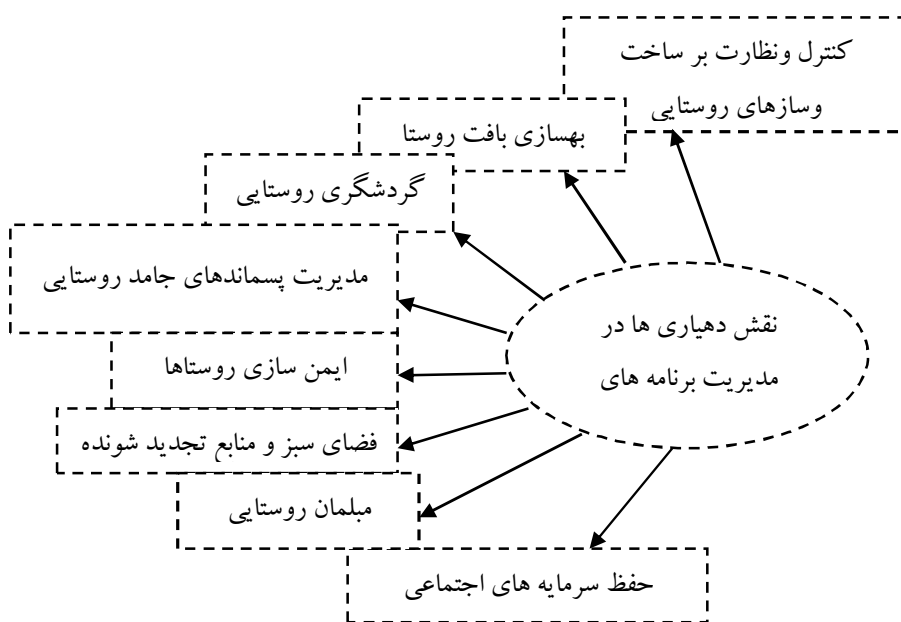 کنترل ونظارت بر ساخت
وسازهای روستایی
بهسازی بافت روستا
گردشگری روستایی
مدیریت پسماندهای جامد روستایی
ایمن سازی روستاها
فضای سبز و منابع تجدید شونده
مبلمان روستایی
حفظ سرمایه های اجتماعی
نقش دهیاری ها در
مدیریت برنامه های